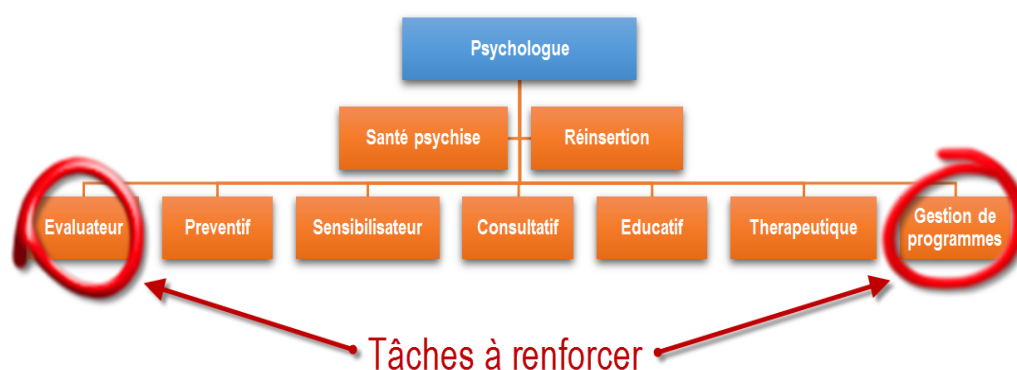 Psychologue
Santé psychise
Réinsertion
Evaluateur
Preventif
Sensibilisateur
Consultatif
Educatif
Therapeutique
Gestion de
programmes
Tâches à renforcer